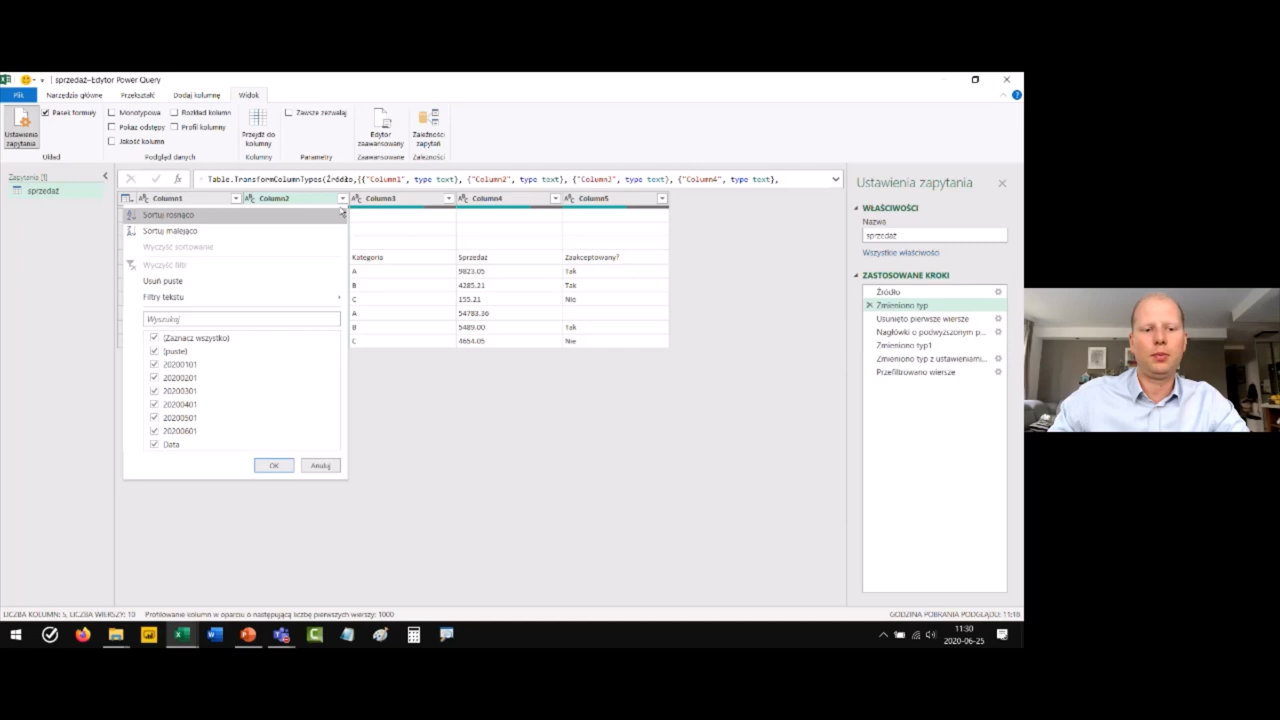 sprzedaż–Edytor Power Query
Plik Narzędzia główne Przekształć Dodaj kolumnę Widok
Ustawienia zapytania
Pasek formuły
Układ
Monotypowa
Pokaż odstępy
Jakość kolumn
Rozkład kolumn
Profil kolumny
Podgląd danych
Przejdź do kolumny
Kolumny
Zawsze zezwalaj
Parametry
Edytor zaawansowany
Zaawansowane
Zależności zapytań
Zależności
Zapytania [1]
sprzedaż
fx
= Table.TransformColumnTypes(Źródło,{{"Column1", type text}, {"Column2", type text}, {"Column3", type text}, {"Column4", type text},
Column1 Column2 Column3 Column4 Column5
Sortuj rosnąco
Sortuj malejąco
Wyczyść sortowanie
Wyczyść filtr
Usuń puste
Filtry tekstu
Wyszukaj
(Zaznacz wszystko)
(puste)
20200101
20200201
20200301
20200401
20200501
20200601
Data
OK Anuluj
Kategoria Sprzedaz Zaakceptowany?
A 9823.05 Tak
B 4285.21 Tak
C 155.21 Nie
A 54783.36
B 5489.00 Tak
C 4654.05 Nie
Ustawienia zapytania
WŁAŚCIWOŚCI
Nazwa
sprzedaż
Wszystkie właściwości
ZASTOSOWANE KROKI
Źródło
Zmieniono typ
Usunięto pierwsze wiersze
Nagłówki o podwyższonym p...
Zmieniono typ1
Zmieniono typ z ustawieniami...
Przefiltrowano wiersze
LICZBA KOLUMN: 5, LICZBA WIERSZY: 10 Profilowanie kolumn w oparciu o następującą liczbę pierwszych wierszy: 1000
GODZINA POBRANIA PODGLĄDU: 11:18
11:30
2020-06-25